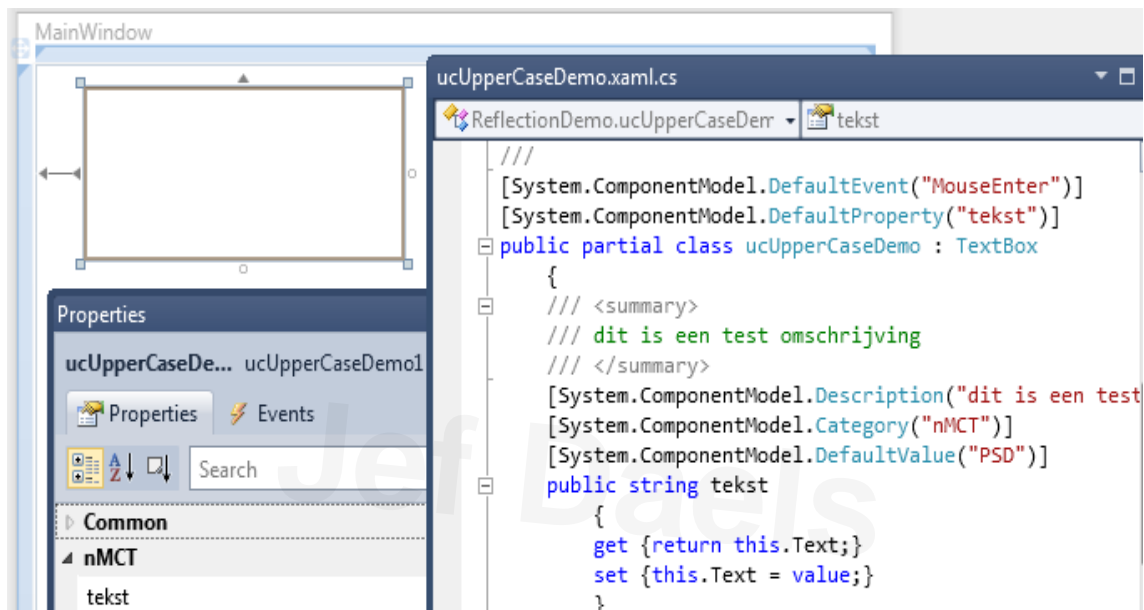 MainWindow
ucUpperCaseDemo.xaml.cs
ReflectionDemo.ucUpperCaseDem
tekst
///
[System.ComponentModel.DefaultEvent("MouseEnter")]
[System.ComponentModel.DefaultProperty("tekst")]
public partial class ucUpperCaseDemo : TextBox
{
/// <summary>
/// dit is een test omschrijving
/// </summary>
[System.ComponentModel.Description("dit is een test
[System.ComponentModel.Category("nMCT")]
[System.ComponentModel.DefaultValue("PSD")]
public string tekst
{
get {return this.Text;}
set {this.Text = value;}
}
Properties
ucUpperCaseDe... ucUpperCaseDemo1
Properties
Events
Search
Common
nMCT
tekst
Jef Daels